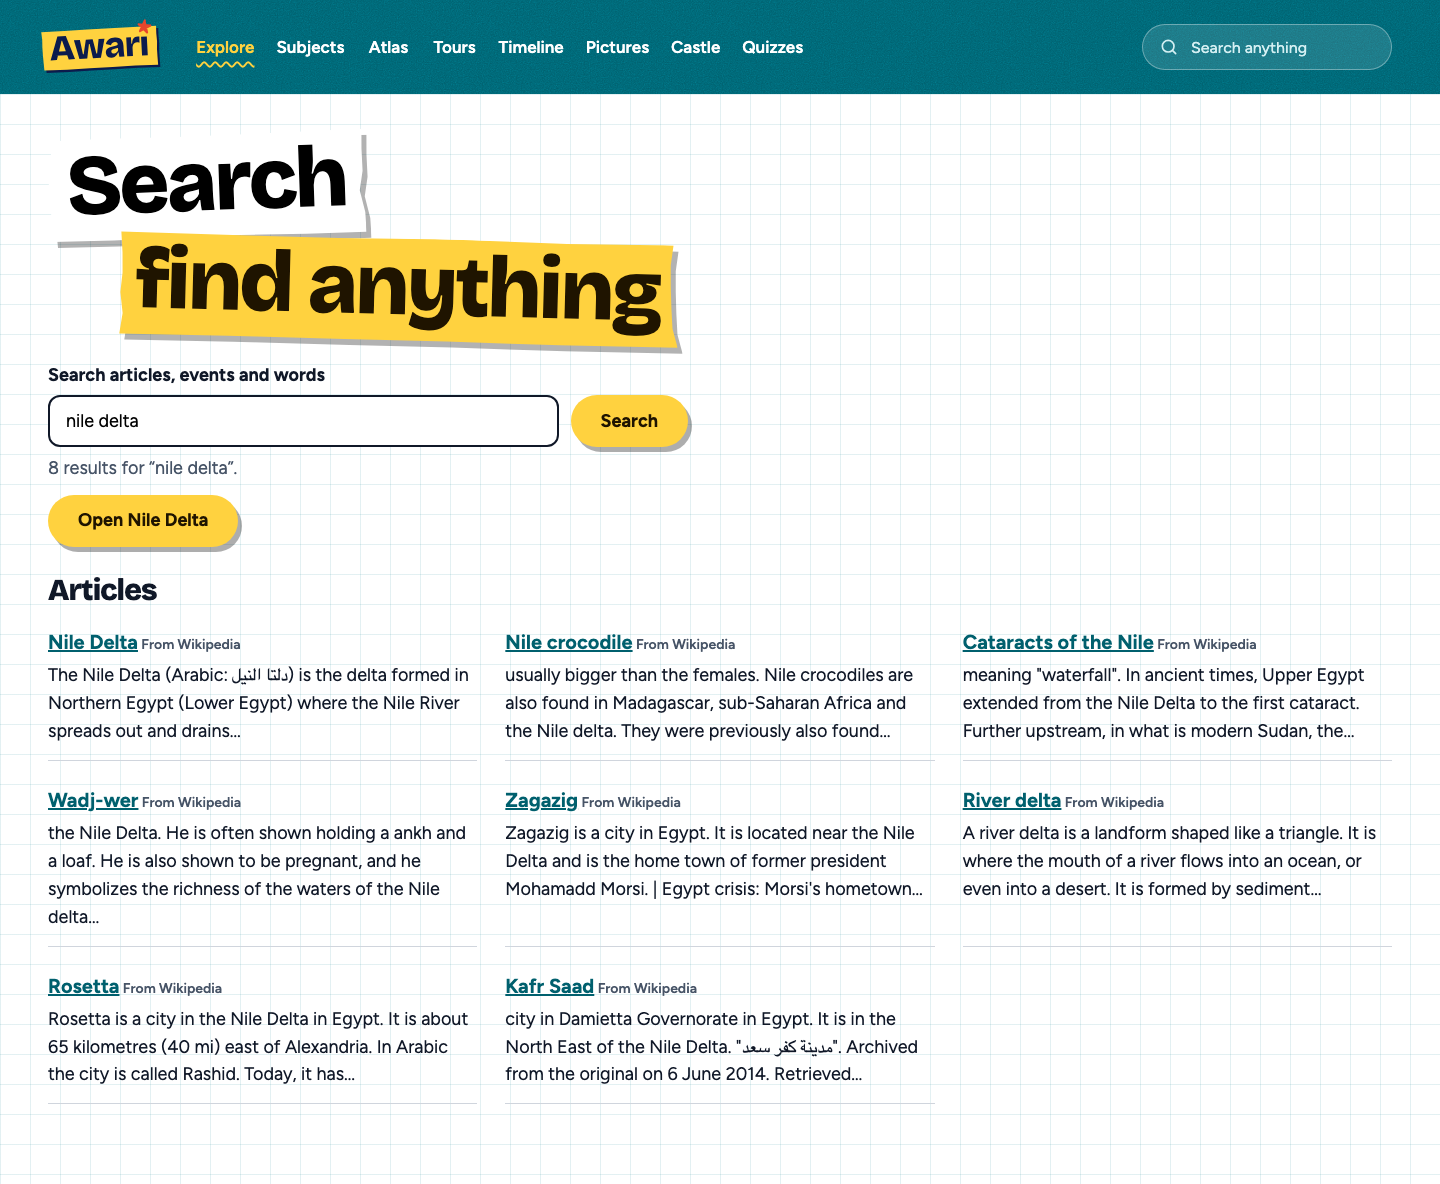 Awari
Explore Subjects Atlas Tours Timeline Pictures Castle Quizzes
Search anything
Search
find anything
Search articles, events and words
nile delta
Search
8 results for “nile delta”.
Open Nile Delta
Articles
Nile Delta From Wikipedia
The Nile Delta (Arabic: دلتا النيل) is the delta formed in
Northern Egypt (Lower Egypt) where the Nile River
spreads out and drains...
Nile crocodile From Wikipedia
usually bigger than the females. Nile crocodiles are
also found in Madagascar, sub-Saharan Africa and
the Nile delta. They were previously also found...
Cataracts of the Nile From Wikipedia
meaning "waterfall". In ancient times, Upper Egypt
extended from the Nile Delta to the first cataract.
Further upstream, in what is modern Sudan, the...
Wadj-wer From Wikipedia
the Nile Delta. He is often shown holding a ankh and
a loaf. He is also shown to be pregnant, and he
symbolizes the richness of the waters of the Nile
delta...
Zagazig From Wikipedia
Zagazig is a city in Egypt. It is located near the Nile
Delta and is the home town of former president
Mohamadd Morsi. | Egypt crisis: Morsi's hometown...
River delta From Wikipedia
A river delta is a landform shaped like a triangle. It is
where the mouth of a river flows into an ocean, or
even into a desert. It is formed by sediment...
Rosetta From Wikipedia
Rosetta is a city in the Nile Delta in Egypt. It is about
65 kilometres (40 mi) east of Alexandria. In Arabic
the city is called Rashid. Today, it has...
Kafr Saad From Wikipedia
city in Damietta Governorate in Egypt. It is in the
North East of the Nile Delta. "مدينة كفر سعد". Archived
from the original on 6 June 2014. Retrieved...